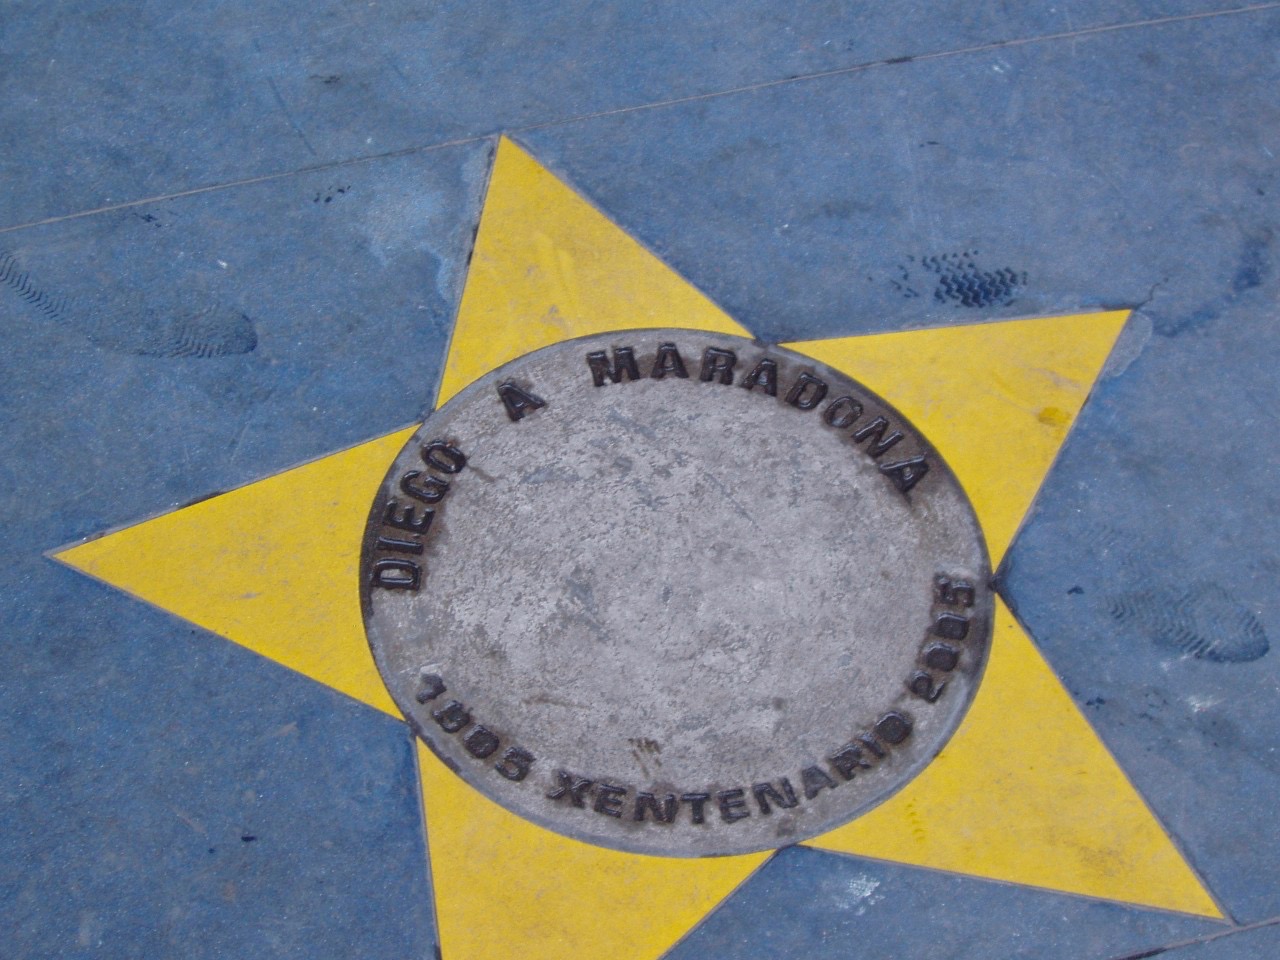 DIEGO A MARADONA
1905 XENTENARIO 2005